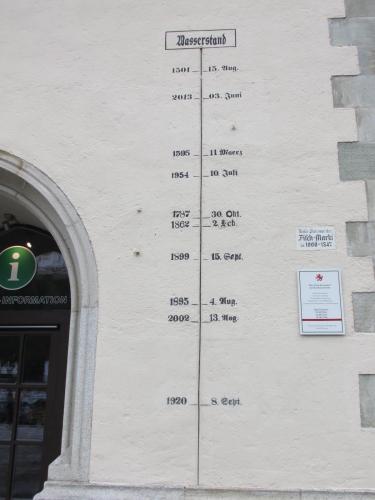 Wasserstand
1501 15. Aug.
2013 03. Juni
1595 11 Maerz
1954 10. Juli
1787 30. Okt.
1862 2. Feb.
1899 15. Sept.
1895 4. Aug.
2002 13. Aug.
1920 8. Sept.
i
-INFORMATION
Fisch-Markt